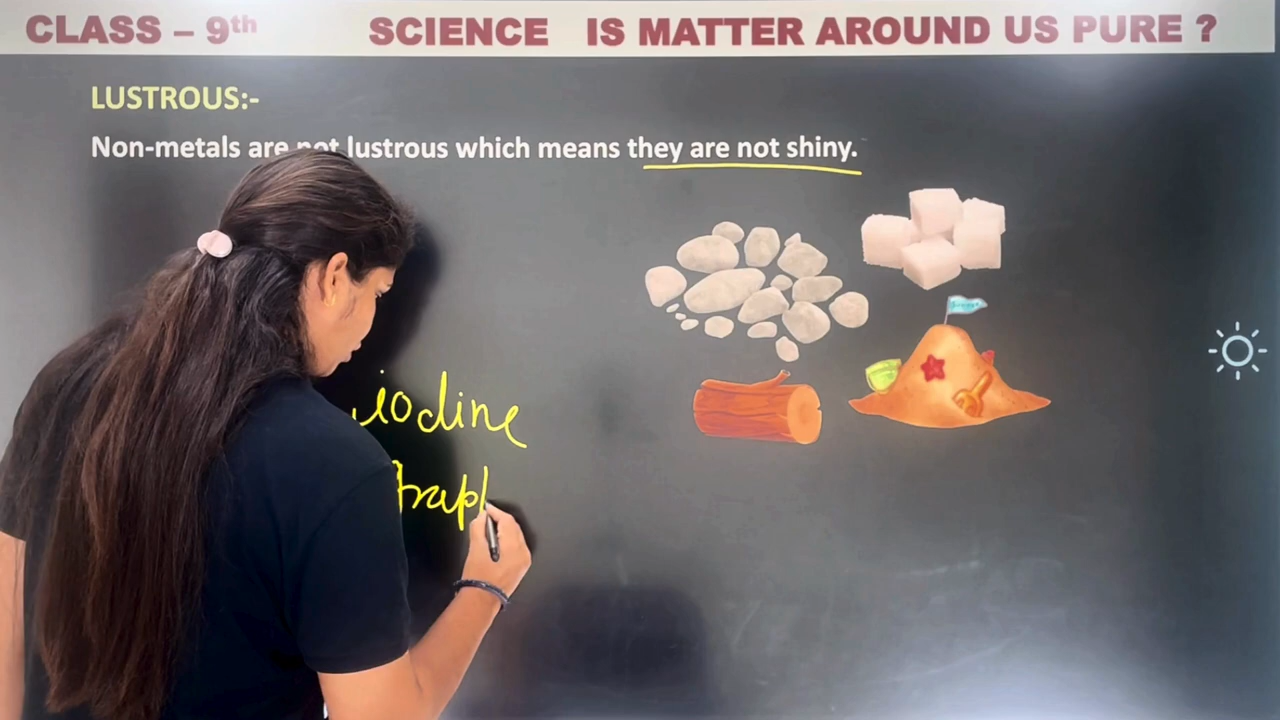 CLASS – 9th SCIENCE IS MATTER AROUND US PURE ?
LUSTROUS:-
Non-metals are not lustrous which means they are not shiny.
iodine